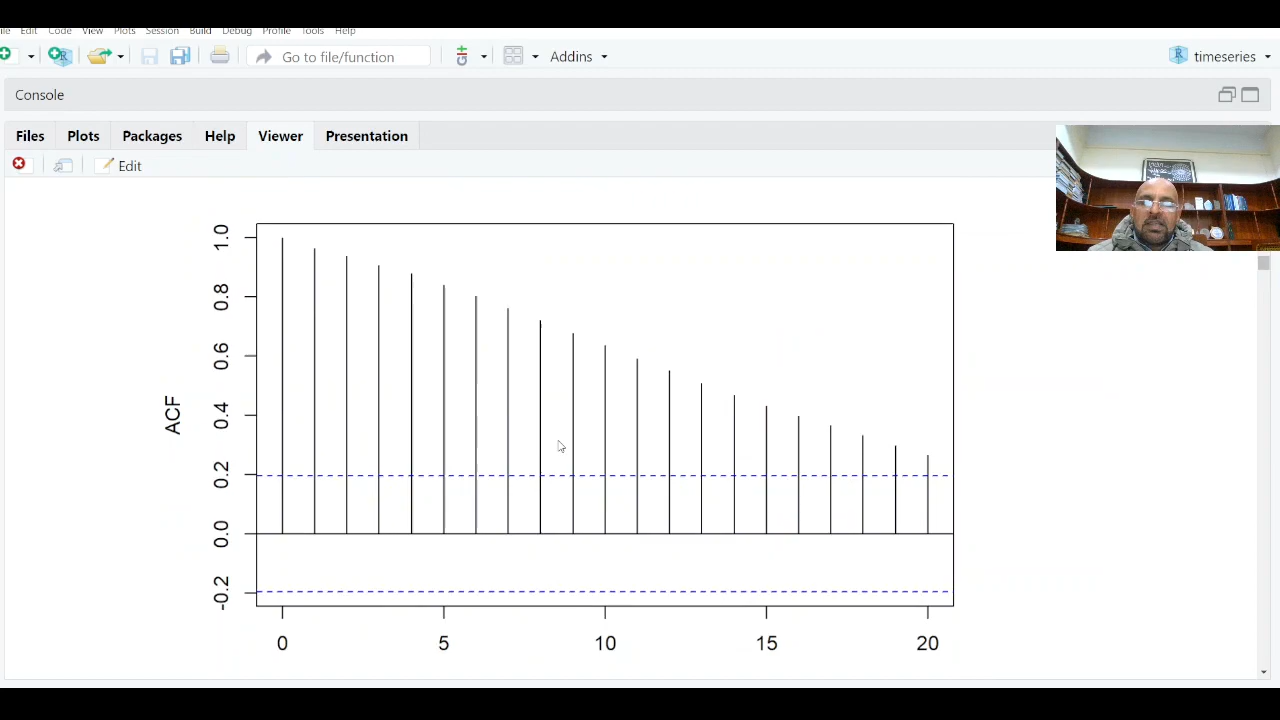 File Edit Code View Plots Session Build Debug Profile Tools Help
Go to file/function Addins timeseries
Console
Files Plots Packages Help Viewer Presentation
Edit
ACF
1.0
0.8
0.6
0.4
0.2
0.0
-0.2
0 5 10 15 20